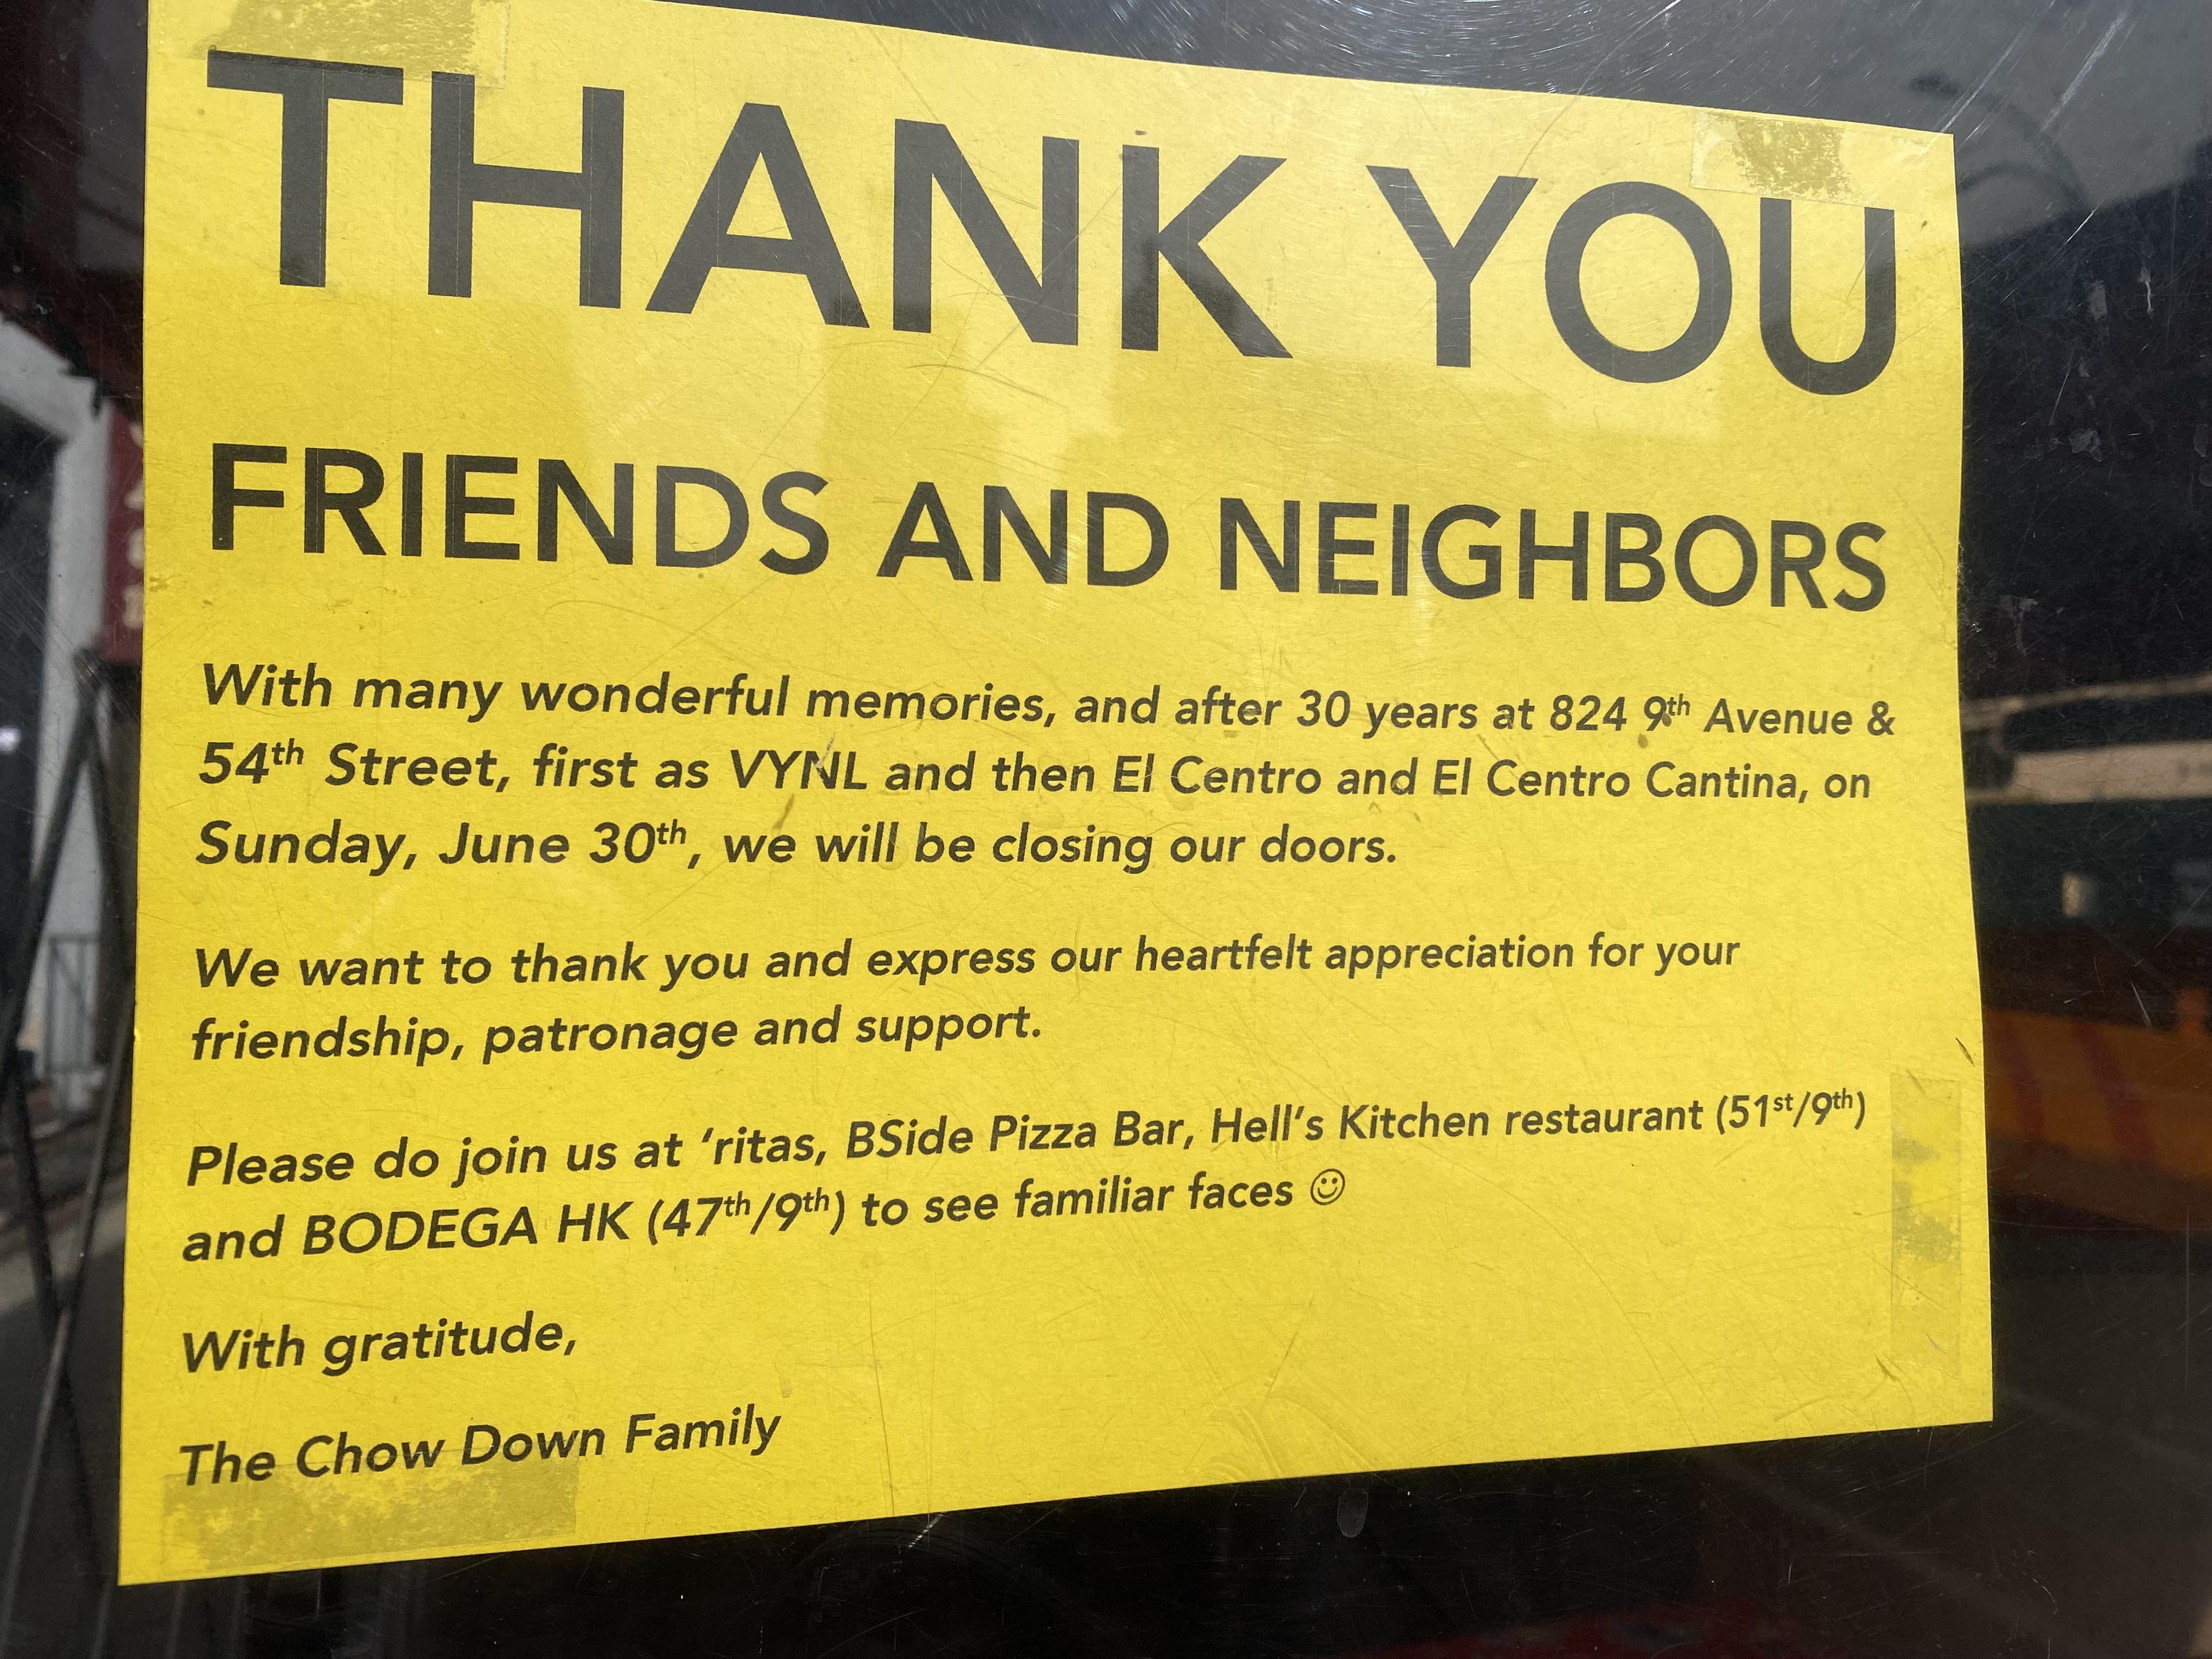 THANK YOU
FRIENDS AND NEIGHBORS
With many wonderful memories, and after 30 years at 824 9th Avenue &
54th Street, first as VYNL and then El Centro and El Centro Cantina, on
Sunday, June 30th, we will be closing our doors.
We want to thank you and express our heartfelt appreciation for your
friendship, patronage and support.
Please do join us at ‘ritas, BSide Pizza Bar, Hell’s Kitchen restaurant (51st/9th)
and BODEGA HK (47th/9th) to see familiar faces ☺
With gratitude,
The Chow Down Family